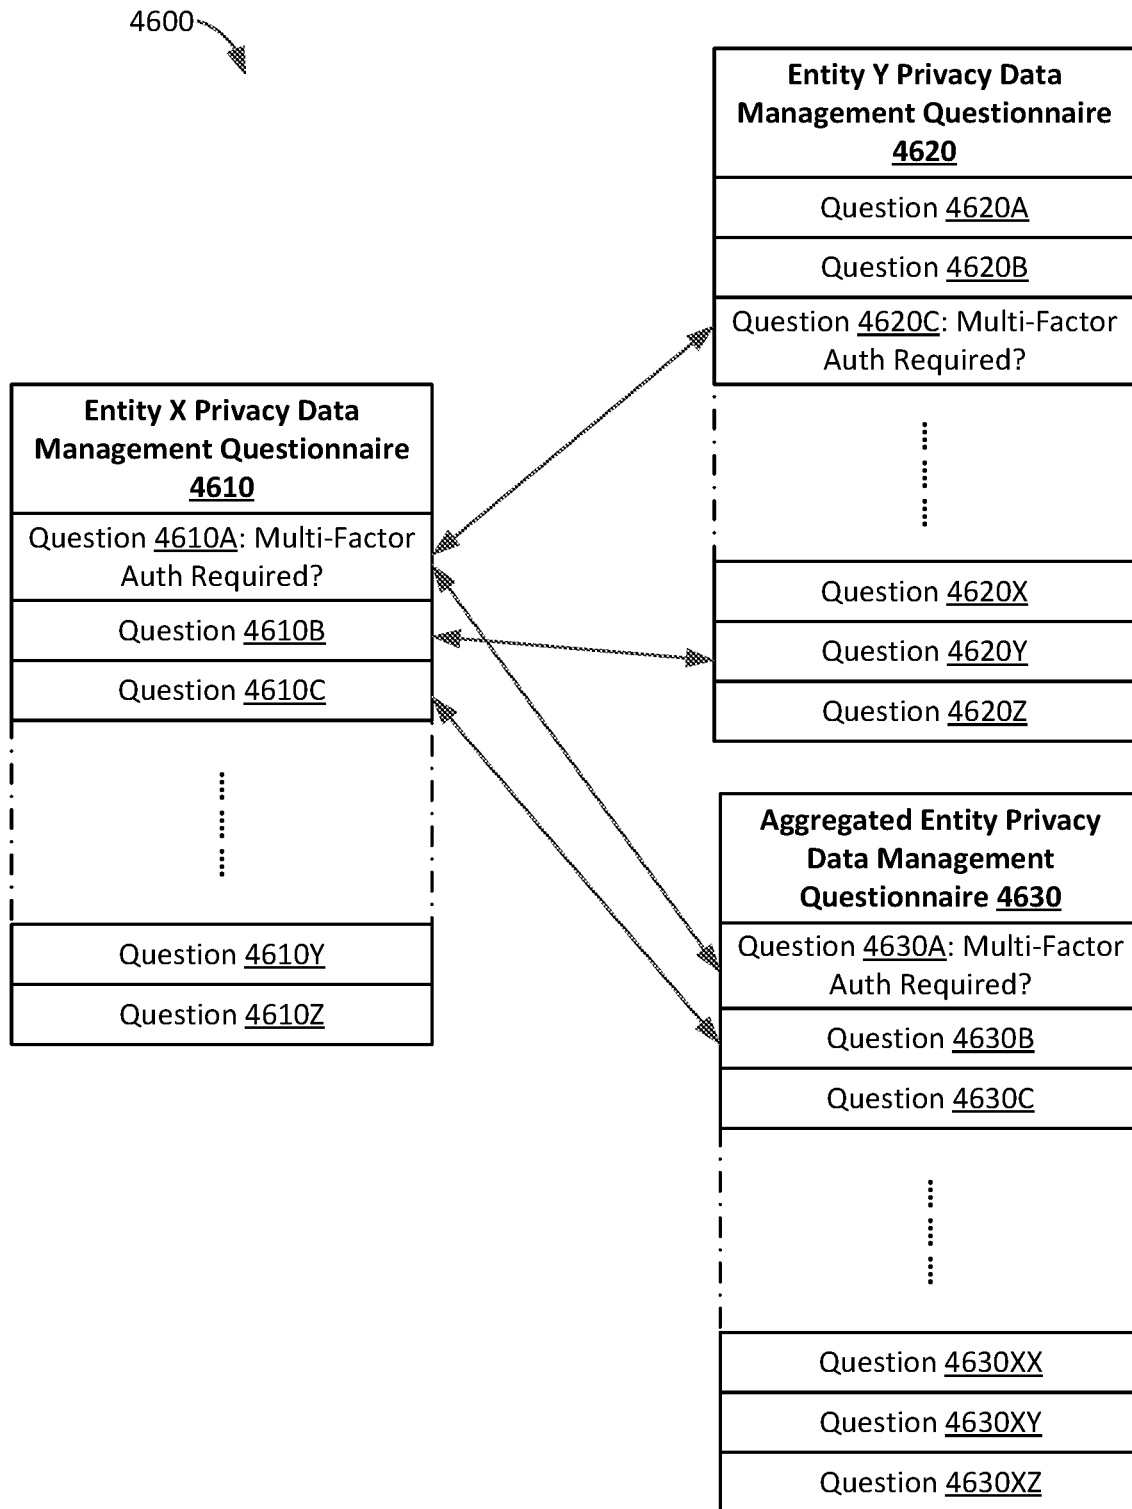 4600
Entity Y Privacy Data
Management Questionnaire
4620
Question 4620A
Question 4620B
Question 4620C: Multi-Factor
Auth Required?
Question 4620X
Question 4620Y
Question 4620Z
Entity X Privacy Data
Management Questionnaire
4610
Question 4610A: Multi-Factor
Auth Required?
Question 4610B
Question 4610C
Question 4610Y
Question 4610Z
Aggregated Entity Privacy
Data Management
Questionnaire 4630
Question 4630A: Multi-Factor
Auth Required?
Question 4630B
Question 4630C
Question 4630XX
Question 4630XY
Question 4630XZ